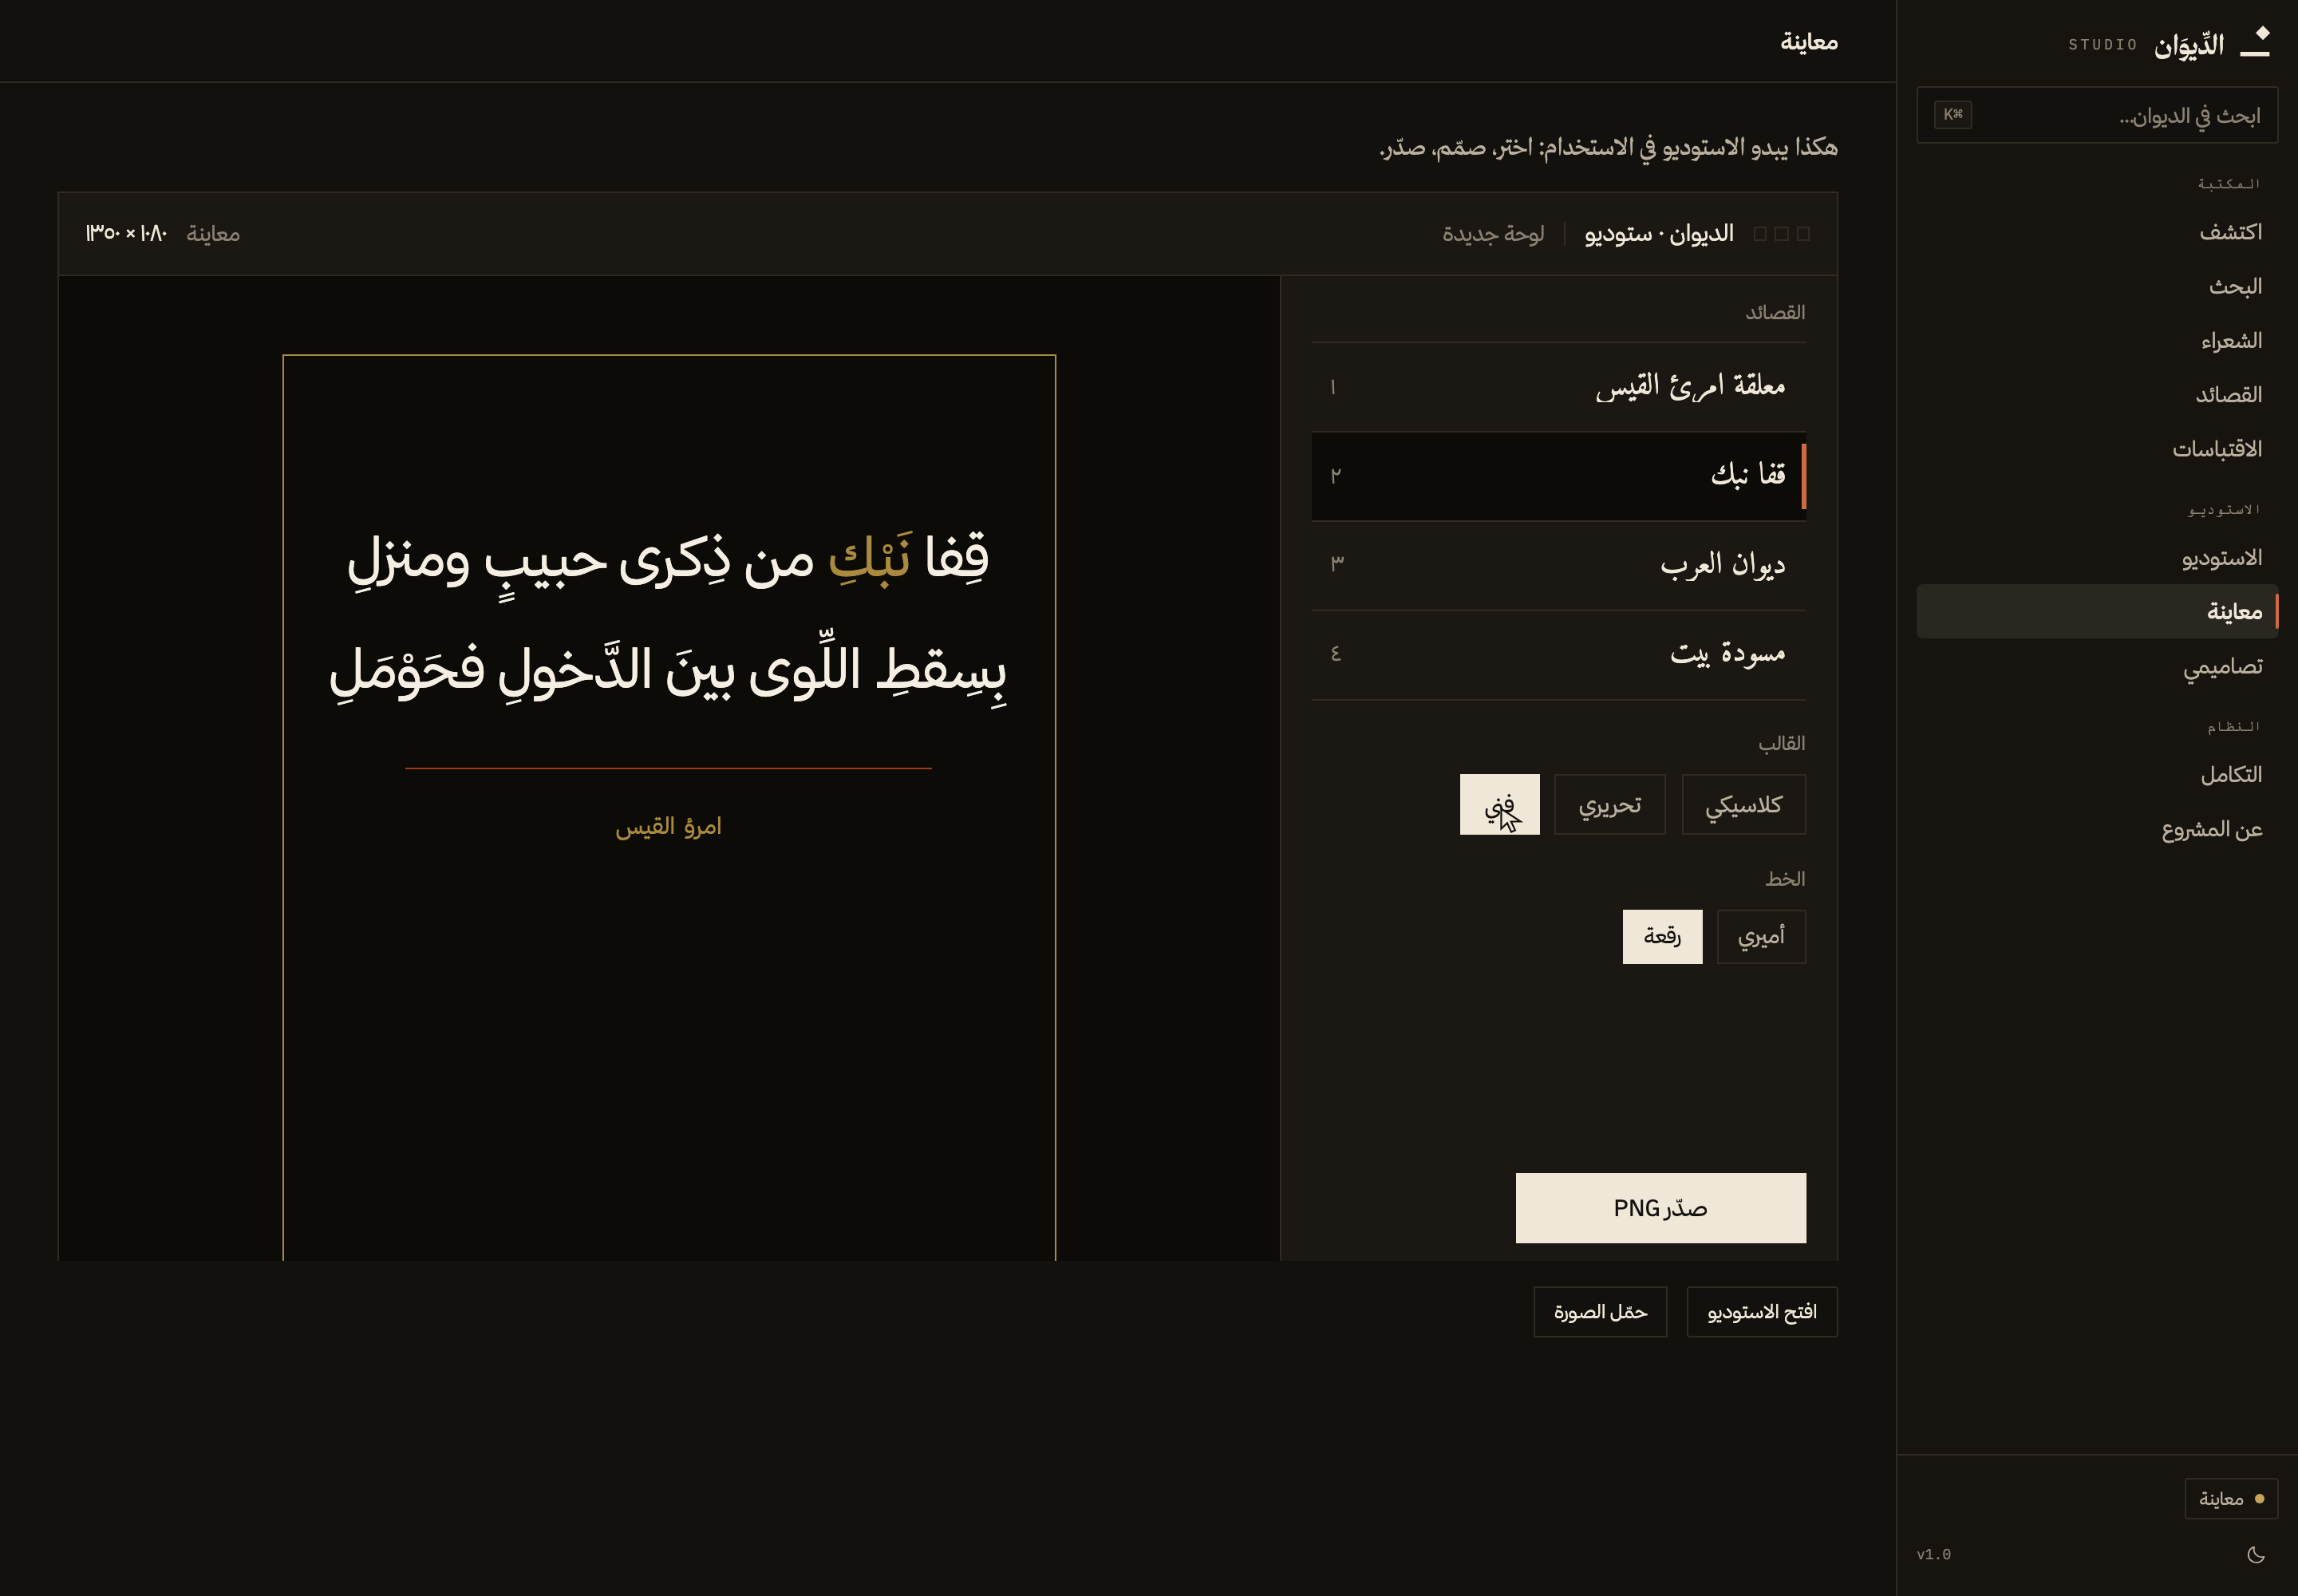 الدِّيوَان STUDIO
ابحث في الديوان...
⌘K
المكتبة
اكتشف
البحث
الشعراء
القصائد
الاقتباسات
الاستوديو
الاستوديو
معاينة
تصاميمي
النظام
التكامل
عن المشروع
معاينة
v1.0
معاينة
هكذا يبدو الاستوديو في الاستخدام: اختر، صمّم، صدّر.
الديوان · ستوديو
لوحة جديدة
معاينة
١٠٨٠ × ١٣٥٠
القصائد
معلقة امرئ القيس ١
قفا نبك ٢
ديوان العرب ٣
مسودة بيت ٤
القالب
كلاسيكي
تحريري
فني
الخط
أميري
رقعة
صدّر PNG
قِفا نَبْكِ من ذِكرى حبيبٍ ومنزلِ
بِسِقطِ اللِّوى بينَ الدَّخولِ فحَوْمَلِ
امرؤ القيس
افتح الاستوديو
حمّل الصورة